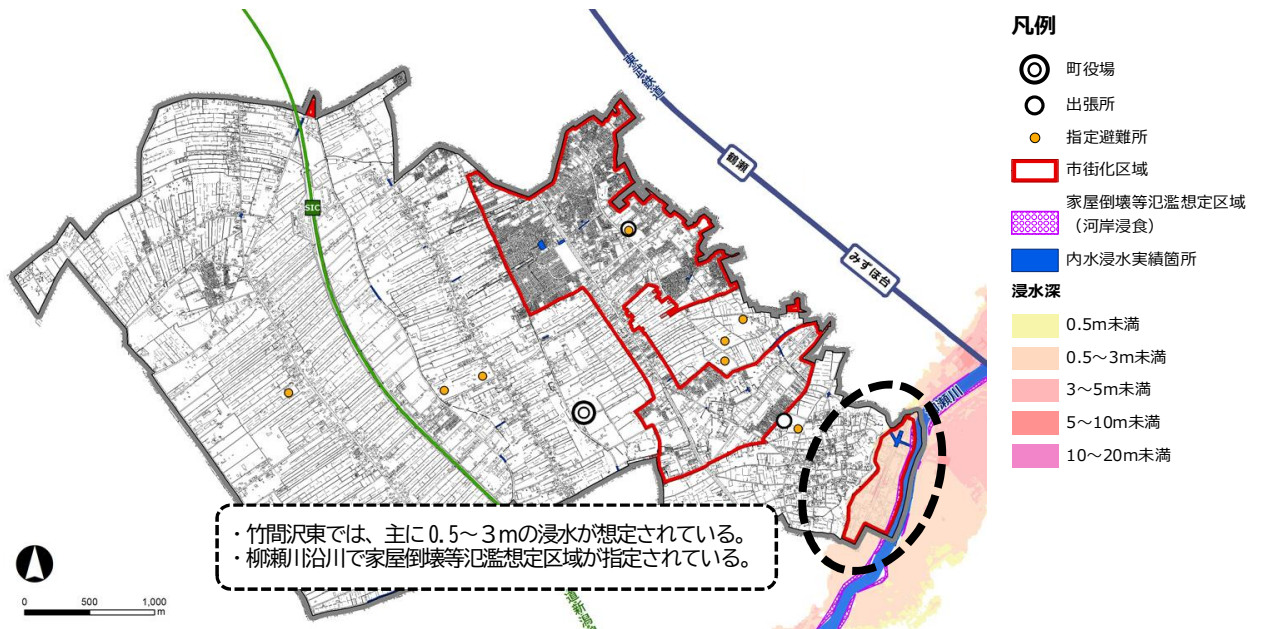 東武鉄道
鶴瀬
みずほ台
SIC
瀬川
・竹間沢東では、主に0.5～3mの浸水が想定されている。
・柳瀬川沿川で家屋倒壊等氾濫想定区域が指定されている。
道新潟
0 500 1,000
m
凡例
町役場
出張所
指定避難所
市街化区域
家屋倒壊等氾濫想定区域
（河岸浸食）
内水浸水実績箇所
浸水深
0.5m未満
0.5～3m未満
3～5m未満
5～10m未満
10～20m未満